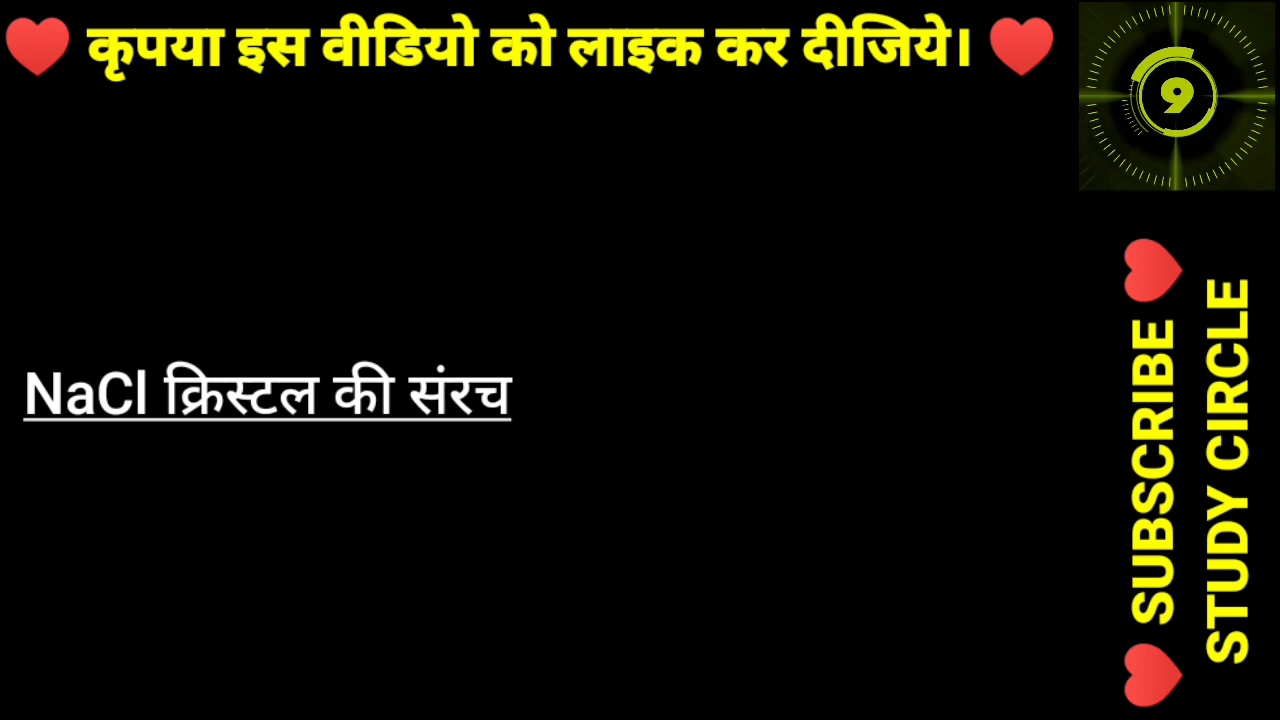 ❤️ कृपया इस वीडियो को लाइक कर दीजिये। ❤️
9
NaCl क्रिस्टल की संरच
❤️ SUBSCRIBE ❤️
STUDY CIRCLE